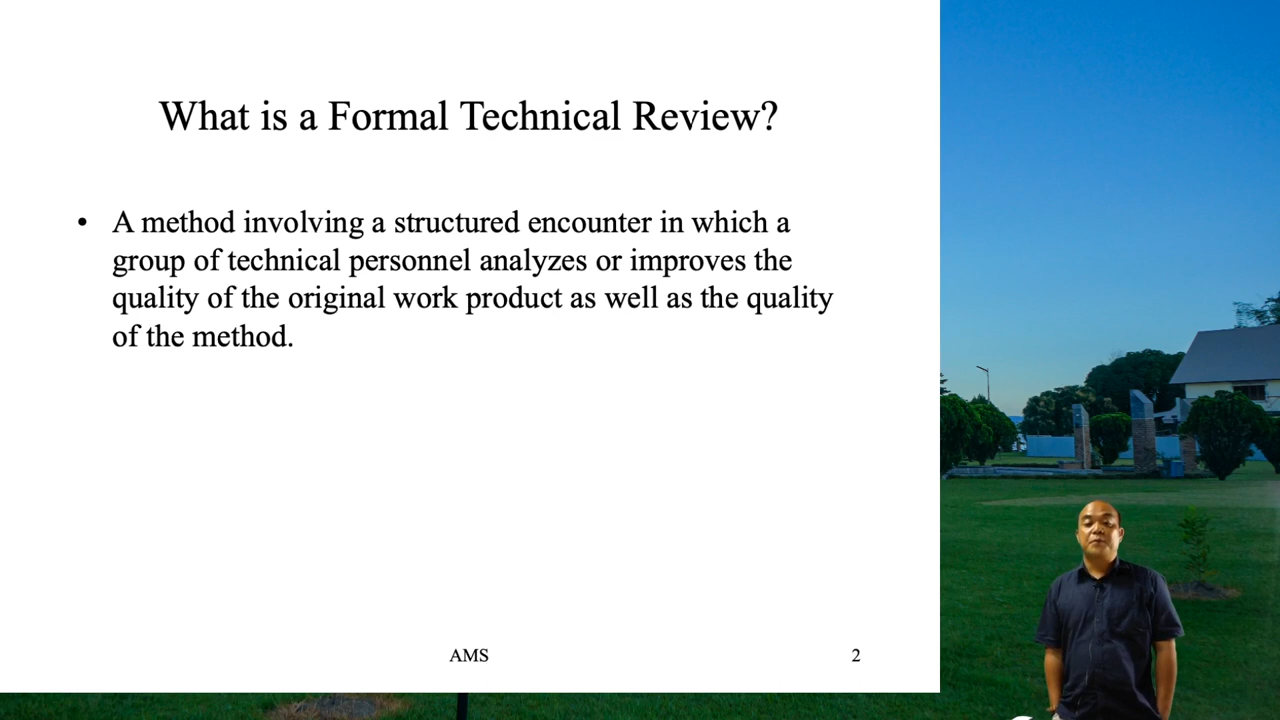 What is a Formal Technical Review?
• A method involving a structured encounter in which a
group of technical personnel analyzes or improves the
quality of the original work product as well as the quality
of the method.
AMS
2